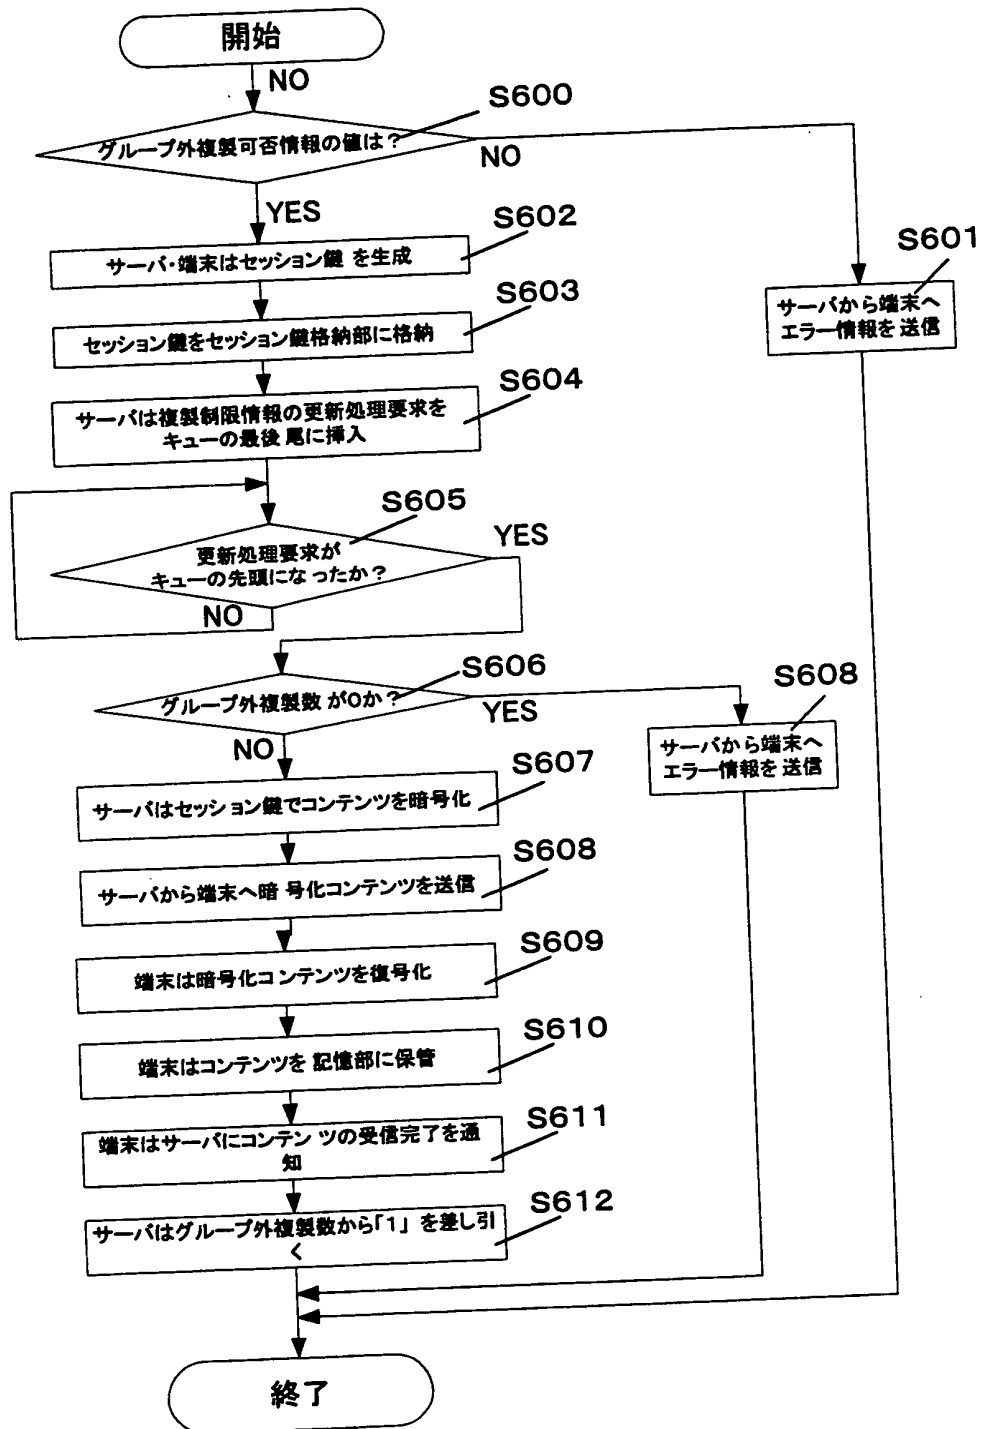 開始
NO
S600
グループ外複製可否情報の値は?
NO
YES
S602
サーバ・端末はセッション鍵 を生成
S601
サーバから端末へ
エラー情報を 送信
S603
セッション鍵をセッション鍵格納部に格納
S604
サーバは複製制限情報の更新処理要求を
キューの最後 尾に挿入
S605
YES
更新処理要求が
キューの先頭にな ったか?
NO
S606
グループ外複製数 が0か?
YES
NO
S608
サーバから端末へ
エラー情報を 送信
S607
サーバはセッション鍵でコンテンツを暗号化
S608
サーバから端末へ暗 号化コンテンツを送信
S609
端末は暗号化コ ンテンツを復号化
S610
端末はコンテンツを 記憶部に保管
S611
端末はサーバにコンテン ツの受信完了を通
知
S612
サーバはグループ外複製数から「1」を差し引
く
終了